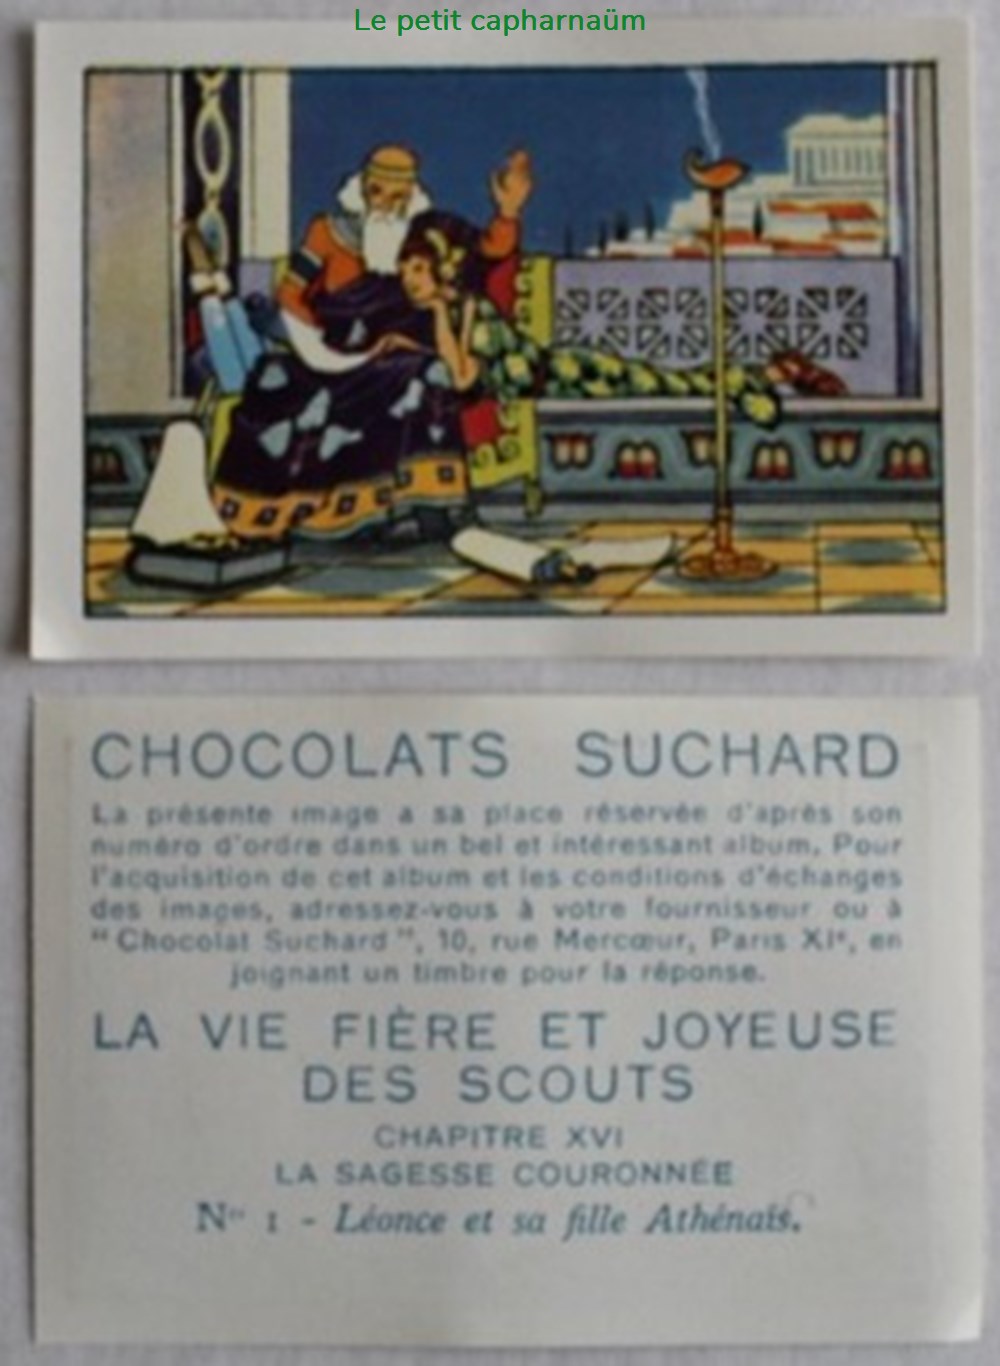 Le petit capharnaüm
CHOCOLATS SUCHARD
La présente image a sa place réservée d'après son
numéro d'ordre dans un bel et intéressant album. Pour
l'acquisition de cet album et les conditions d'échanges
des images, adressez-vous à votre fournisseur ou à
" Chocolat Suchard ", 10, rue Mercœur, Paris XIᵉ, en
joignant un timbre pour la réponse.
LA VIE FIÈRE ET JOYEUSE
DES SCOUTS
CHAPITRE XVI
LA SAGESSE COURONNÉE
Nᵒ 1 - Léonce et sa fille Athénaïs.